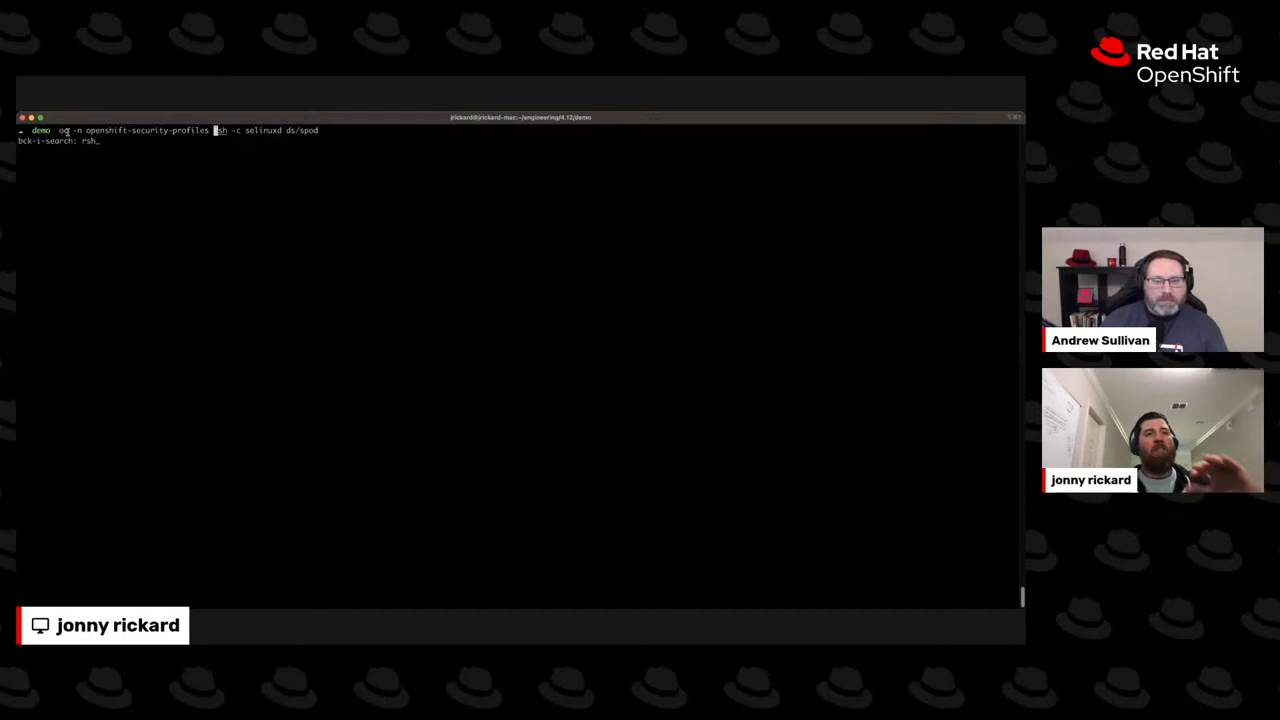 Red Hat
OpenShift
jrickard@jrickard-mac:~/engineering/4.12/demo
demo oc -n openshift-security-profiles rsh -c selinuxd ds/spod
bck-i-search: rsh_
Andrew Sullivan
jonny rickard
jonny rickard